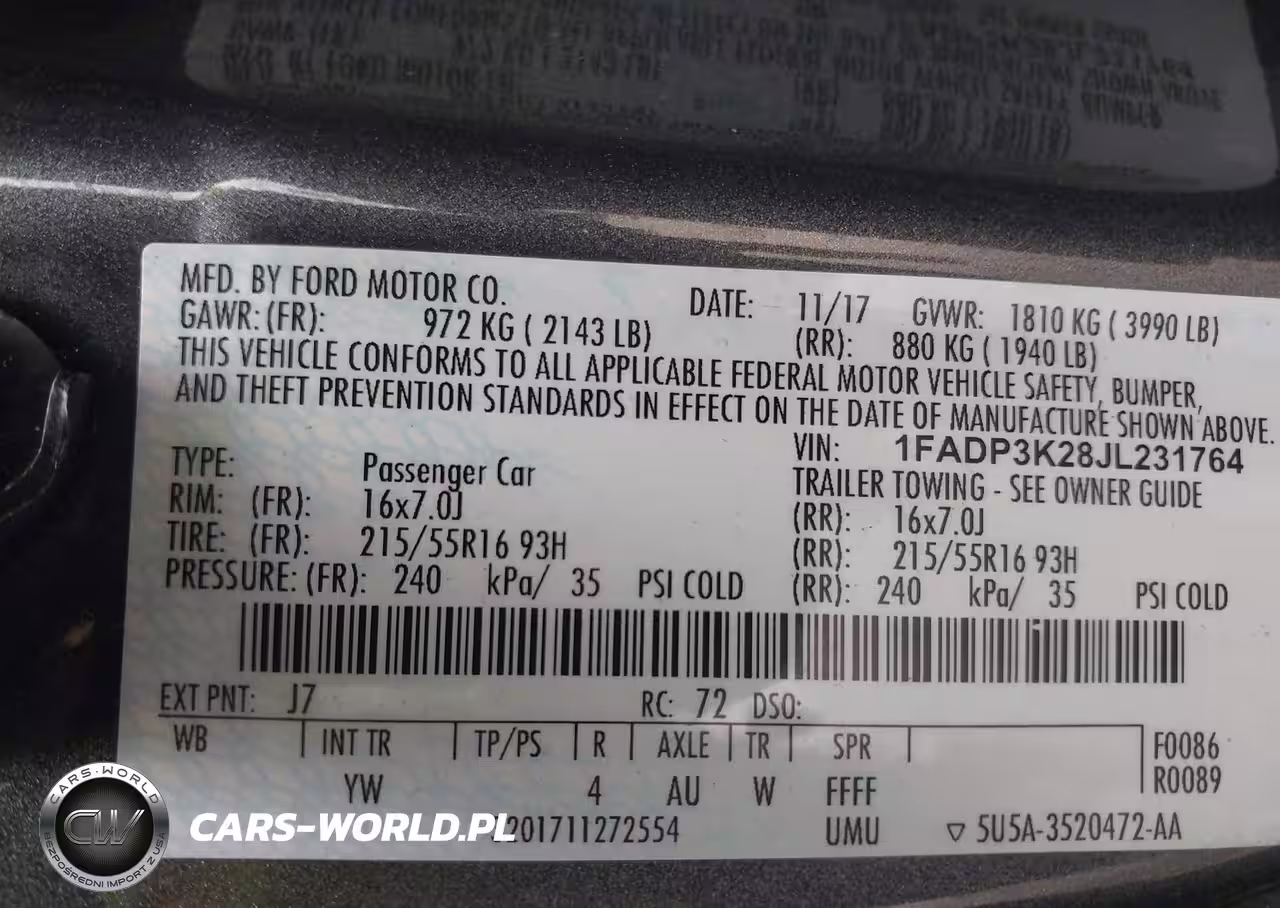 MFD. BY FORD MOTOR CO. DATE: 11/17 GVWR: 1810 KG ( 3990 LB)
GAWR: (FR): 972 KG ( 2143 LB) (RR): 880 KG ( 1940 LB)
THIS VEHICLE CONFORMS TO ALL APPLICABLE FEDERAL MOTOR VEHICLE SAFETY, BUMPER,
AND THEFT PREVENTION STANDARDS IN EFFECT ON THE DATE OF MANUFACTURE SHOWN ABOVE.
VIN: 1FADP3K28JL231764
TYPE: Passenger Car TRAILER TOWING - SEE OWNER GUIDE
RIM: (FR): 16x7.0J (RR): 16x7.0J
TIRE: (FR): 215/55R16 93H (RR): 215/55R16 93H
PRESSURE: (FR): 240 kPa/ 35 PSI COLD (RR): 240 kPa/ 35 PSI COLD
EXT PNT: J7 RC: 72 DSO:
WB INT TR TP/PS R AXLE TR SPR F0086
YW 4 AU W FFFF R0089
201711272554 UMU ▽ 5U5A-3520472-AA
CARS-WORLD.PL
CARS-WORLD
CW
BEZPOŚREDNI IMPORT Z USA